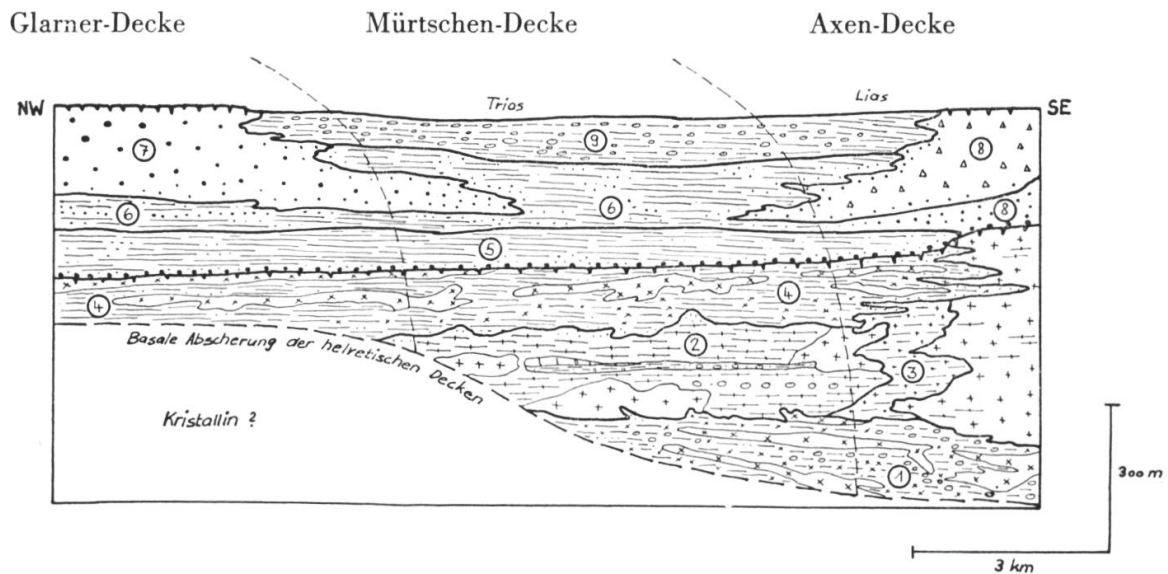 Glarner-Decke Mürtschen-Decke Axen-Decke
NW Trias Lias SE
9
7 8
6 6 8
5
4 4
2
Basale Abscherung der helvetischen Decken
3
Kristallin ?
1
300 m
3 km